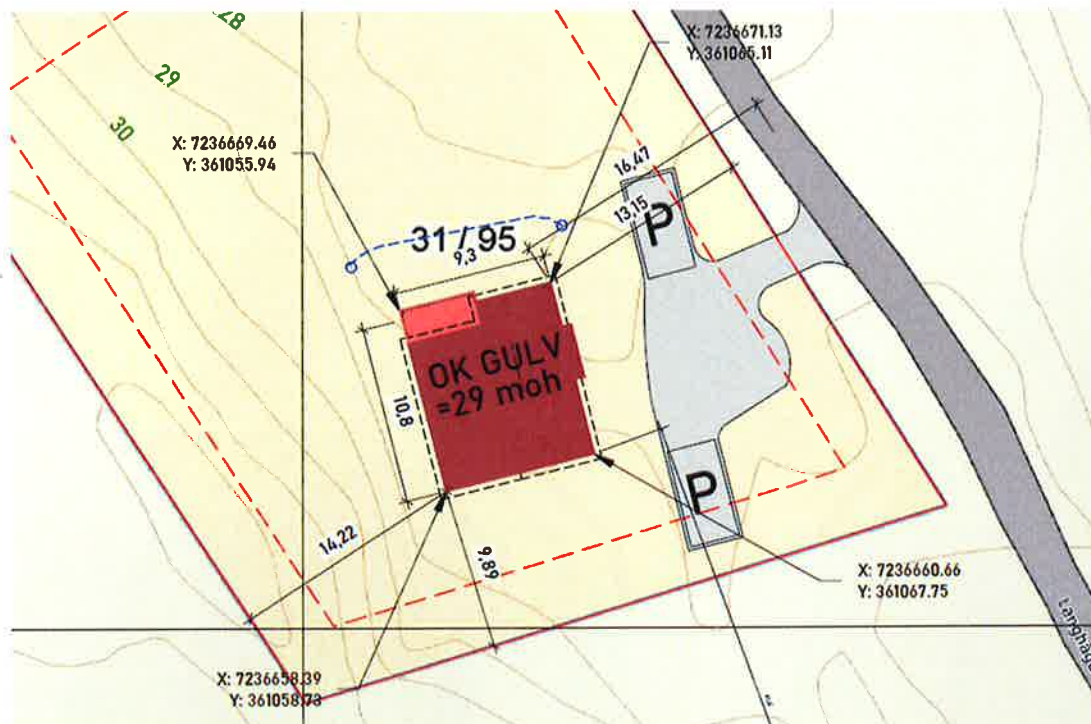 28
29
30
X: 7236671.13
Y: 361065.11
X: 7236669.46
Y: 361055.94
16,47
13,15
P
31 / 95
9,3
OK GULV
=29 moh
10,8
P
14,22
9,89
X: 7236660.66
Y: 361067.75
X: 7236658.39
Y: 361058.73